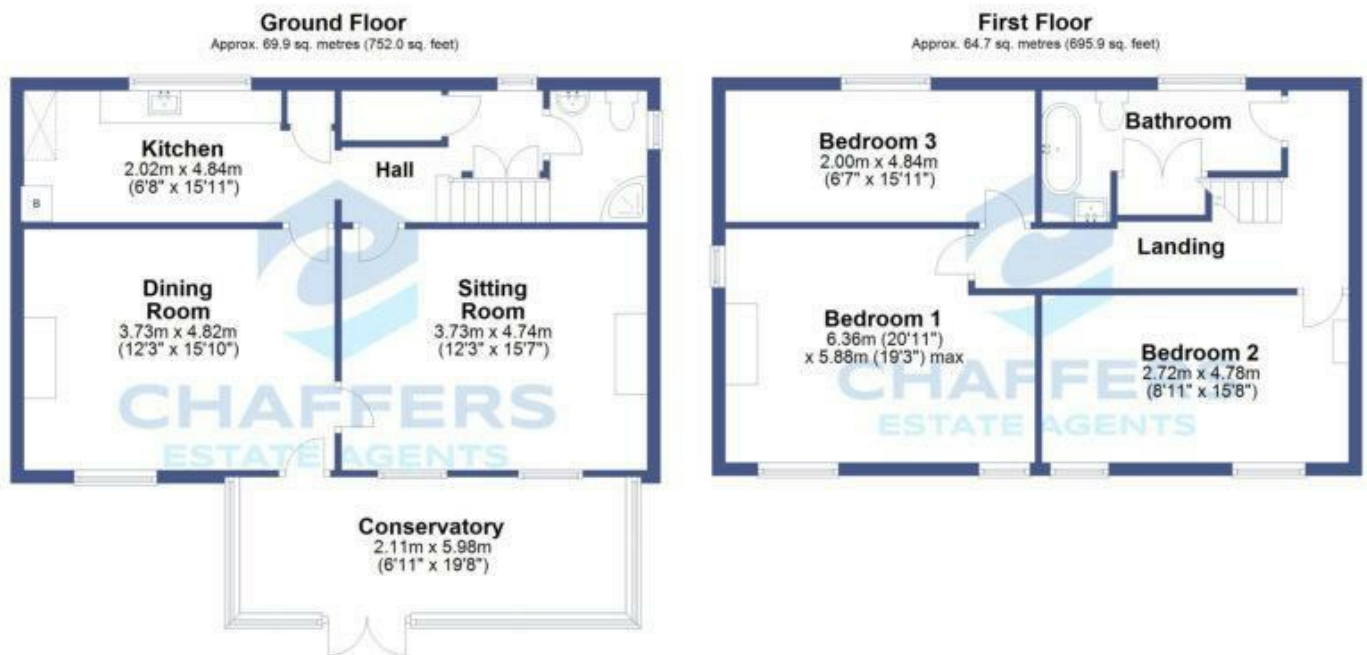 Ground Floor
Approx. 69.9 sq. metres (752.0 sq. feet)
Kitchen
2.02m x 4.84m
(6'8" x 15'11")
B
Hall
Dining
Room
3.73m x 4.82m
(12'3" x 15'10")
Sitting
Room
3.73m x 4.74m
(12'3" x 15'7")
CHAFFERS
ESTATE AGENTS
Conservatory
2.11m x 5.98m
(6'11" x 19'8")
First Floor
Approx. 64.7 sq. metres (695.9 sq. feet)
Bedroom 3
2.00m x 4.84m
(6'7" x 15'11")
Bathroom
Landing
Bedroom 1
6.36m (20'11")
x 5.88m (19'3") max
Bedroom 2
2.72m x 4.78m
(8'11" x 15'8")
CHAFFERS
ESTATE AGENTS